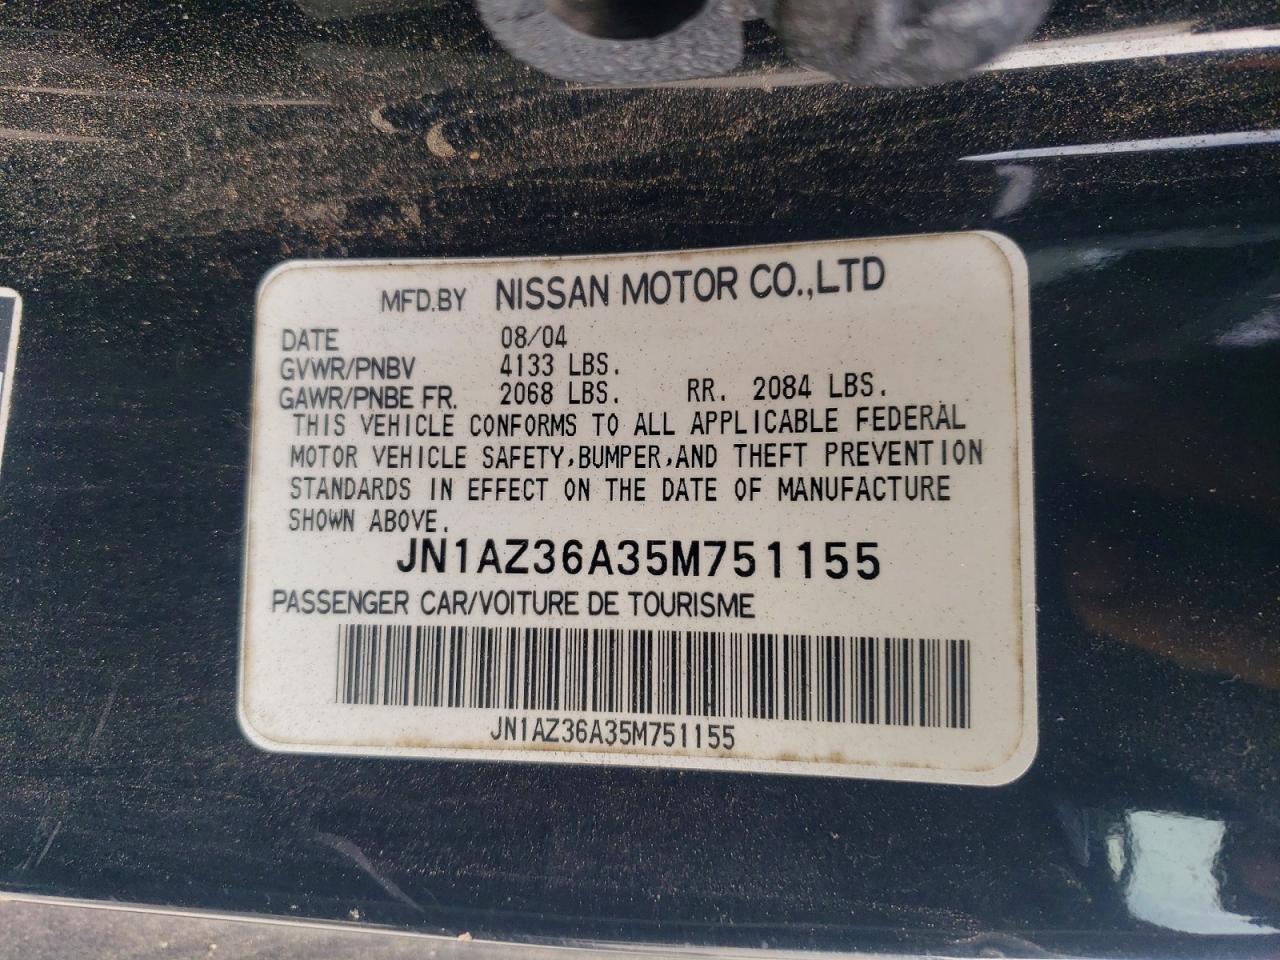 MFD.BY NISSAN MOTOR CO.,LTD
DATE 08/04
GVWR/PNBV 4133 LBS.
GAWR/PNBE FR. 2068 LBS. RR. 2084 LBS.
THIS VEHICLE CONFORMS TO ALL APPLICABLE FEDERAL
MOTOR VEHICLE SAFETY,BUMPER,AND THEFT PREVENTION
STANDARDS IN EFFECT ON THE DATE OF MANUFACTURE
SHOWN ABOVE.
JN1AZ36A35M751155
PASSENGER CAR/VOITURE DE TOURISME
JN1AZ36A35M751155